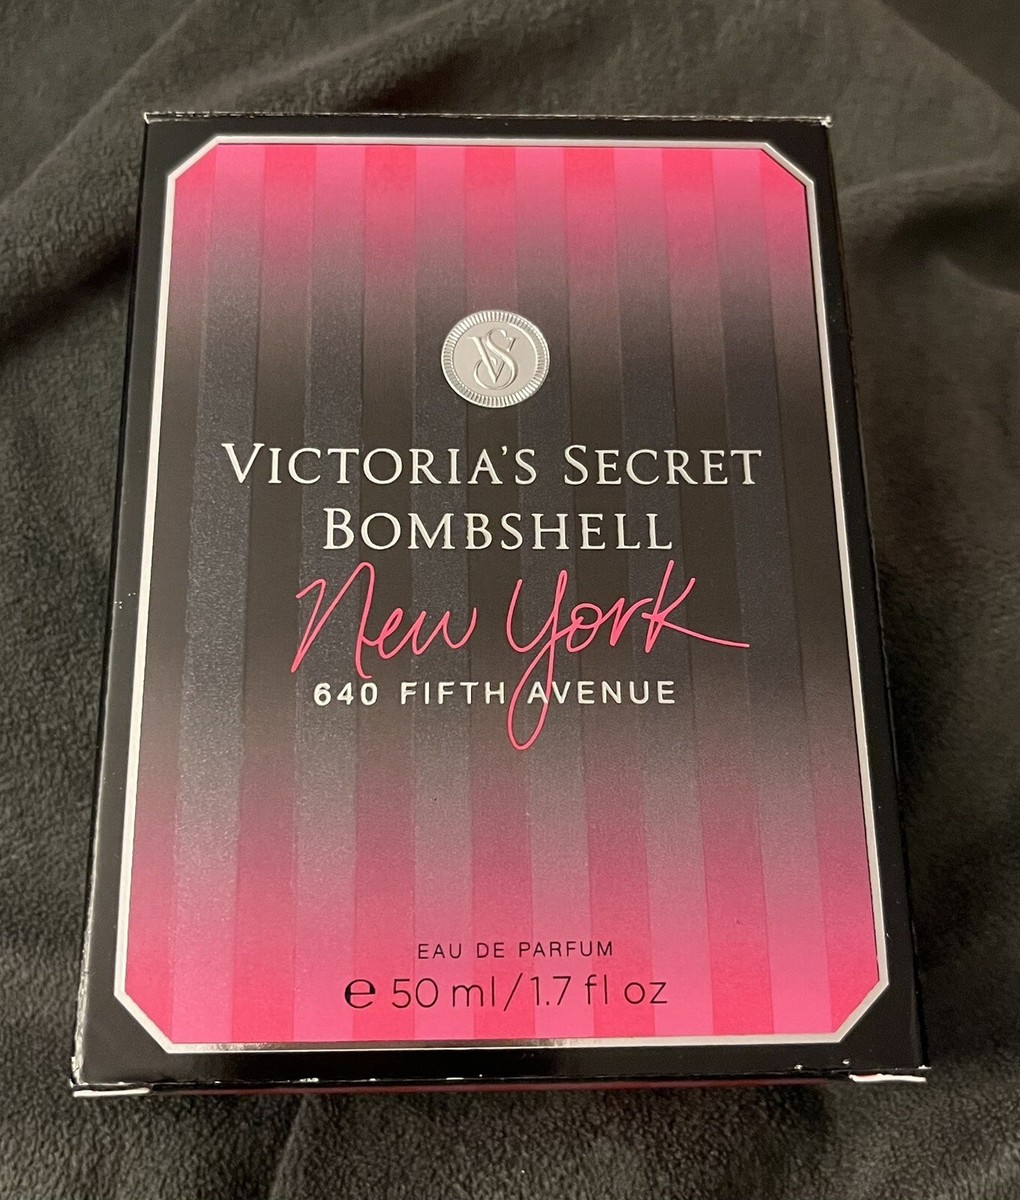 VS
VICTORIA'S SECRET
BOMBSHELL
New York
640 FIFTH AVENUE
EAU DE PARFUM
e 50 ml/1.7 fl oz